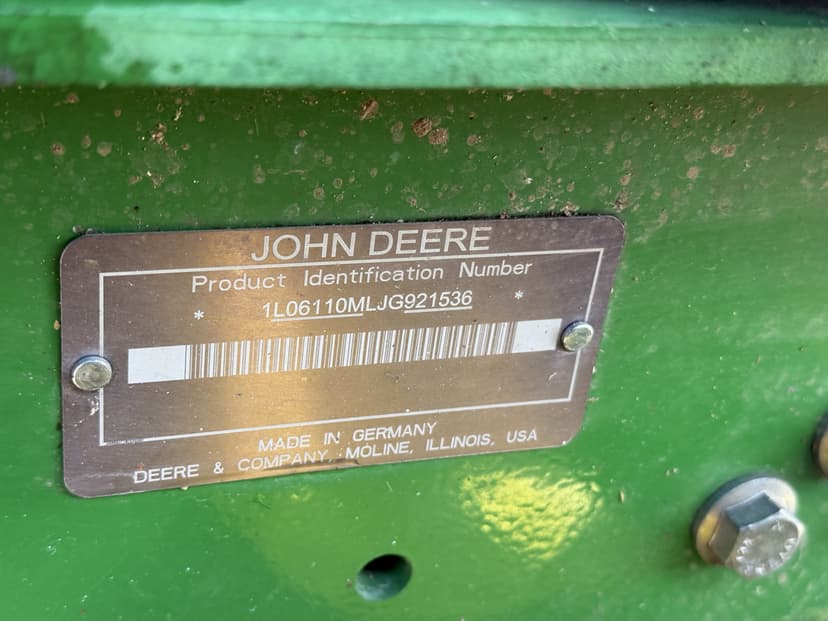 JOHN DEERE
Product Identification Number
* 1L06110MLJG921536 *
MADE IN GERMANY
DEERE & COMPANY, MOLINE, ILLINOIS, USA